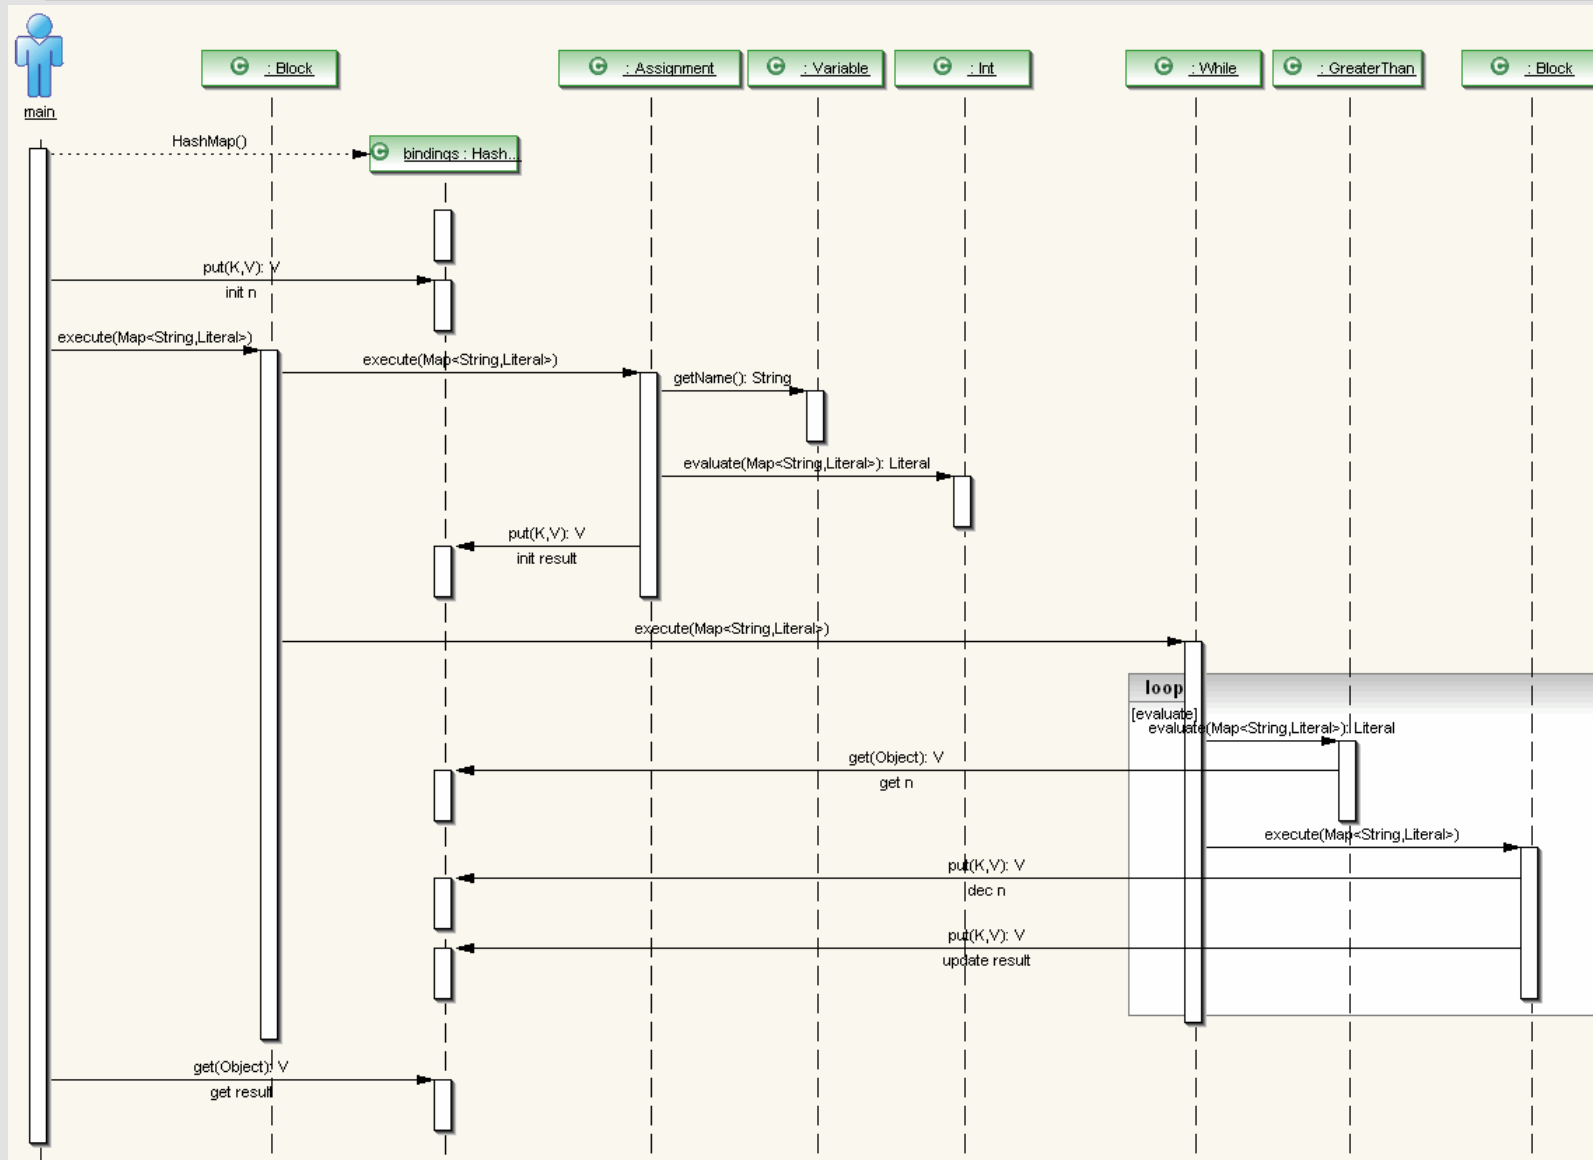 main
: Block
: Assignment
: Variable
: Int
: While
: GreaterThan
: Block
HashMap()
bindings : Hash...
put(K,V): V
init n
execute(Map<String,Literal>)
execute(Map<String,Literal>)
getName(): String
evaluate(Map<String,Literal>): Literal
put(K,V): V
init result
execute(Map<String,Literal>)
loop
[evaluate]
evaluate(Map<String,Literal>): Literal
get(Object): V
get n
execute(Map<String,Literal>)
put(K,V): V
dec n
put(K,V): V
update result
get(Object): V
get result